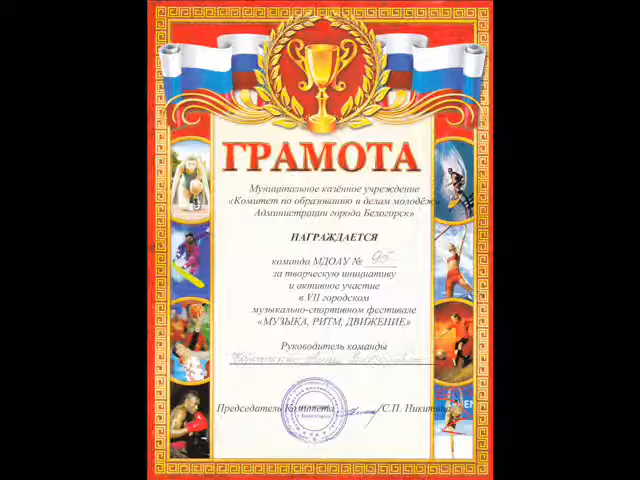 ГРАМОТА
Муниципальное казённое учреждение
«Комитет по образованию и делам молодёжи
Администрации города Белогорск»
НАГРАЖДАЕТСЯ
команда МДОАУ № 95
за творческую инициативу
и активное участие
в VII городском
музыкально-спортивном фестивале
«МУЗЫКА, РИТМ, ДВИЖЕНИЕ»
Руководитель команды
Председатель Комитета /С.П. Никитина